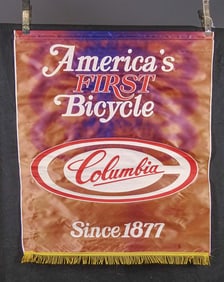 America's
FIRST
Bicycle
Columbia
Since 1877